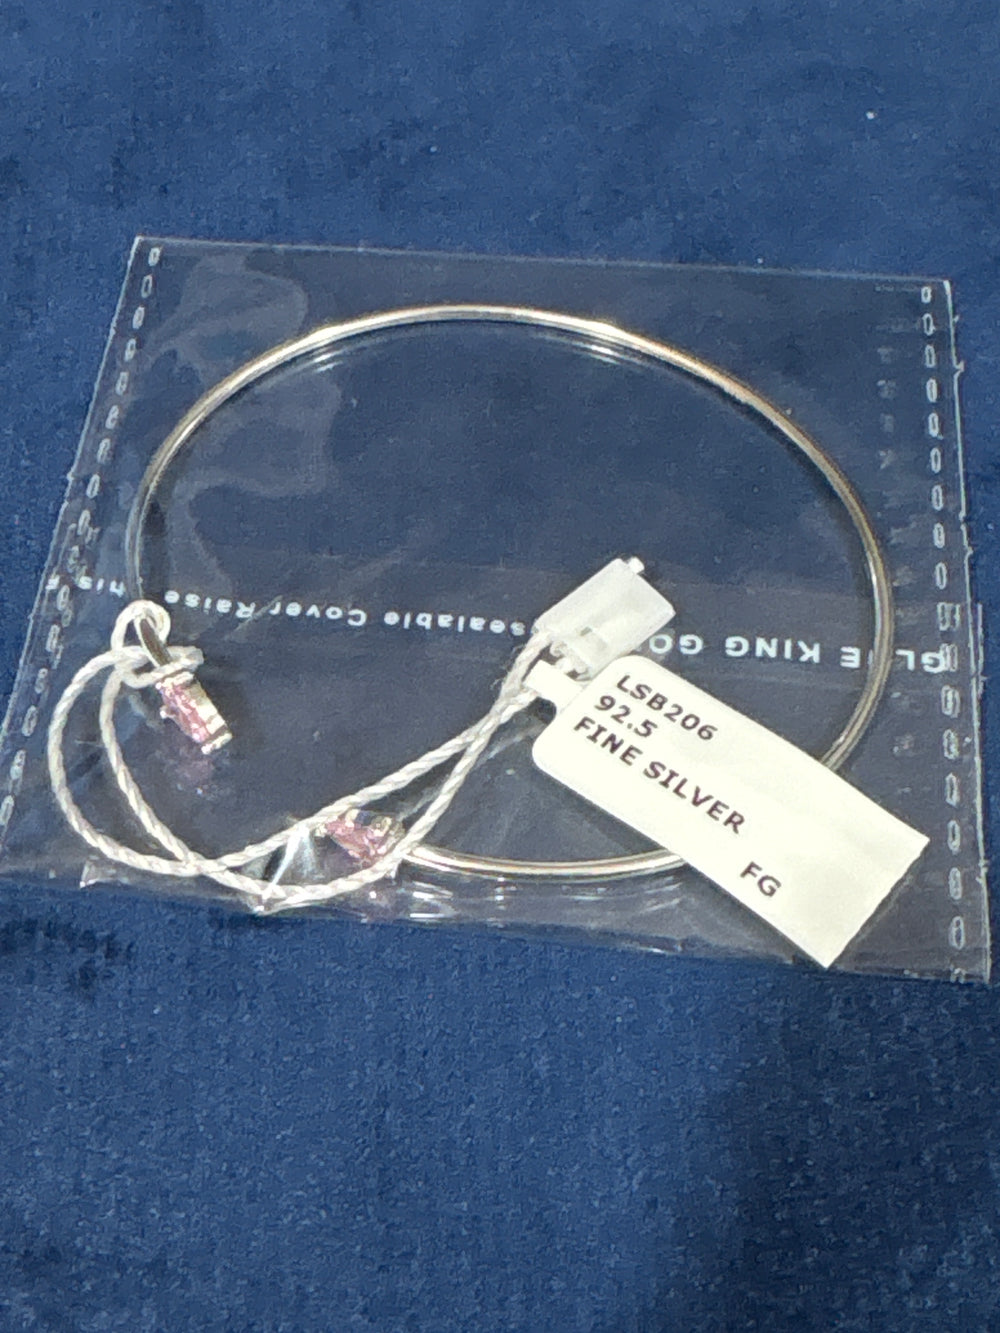 LSB206
92.5
FINE SILVER
FG
KING
sealable Cover Raise